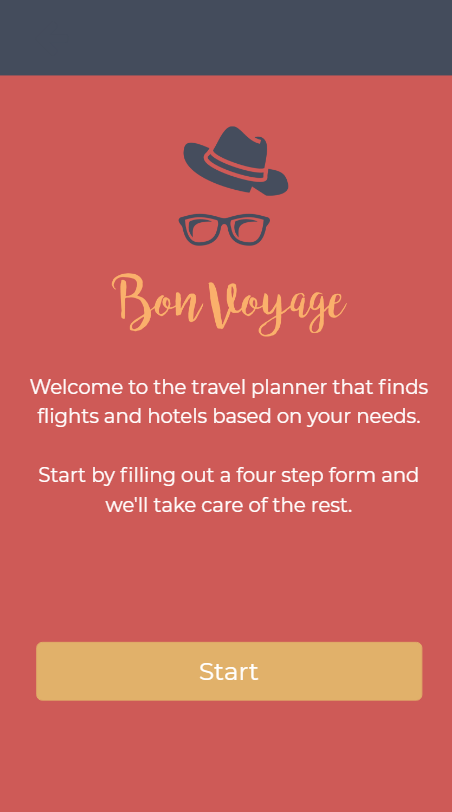 Bon Voyage
Welcome to the travel planner that finds
flights and hotels based on your needs.
Start by filling out a four step form and
we'll take care of the rest.
Start